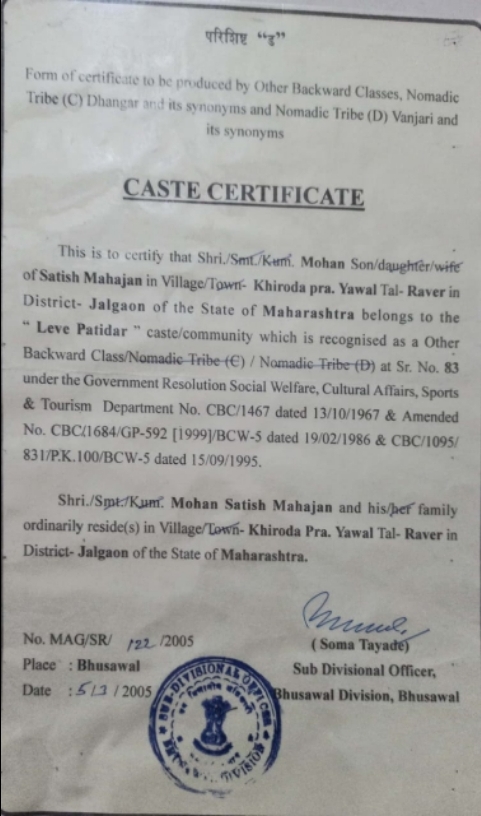 परिशिष्ट “ड”
Form of certificate to be produced by Other Backward Classes, Nomadic
Tribe (C) Dhangar and its synonyms and Nomadic Tribe (D) Vanjari and
its synonyms
CASTE CERTIFICATE
This is to certify that Shri./Smt./Kum. Mohan Son/daughter/wife
of Satish Mahajan in Village/Town- Khiroda pra. Yawal Tal- Raver in
District- Jalgaon of the State of Maharashtra belongs to the
“ Leve Patidar ” caste/community which is recognised as a Other
Backward Class/Nomadic Tribe (C) / Nomadic Tribe (D) at Sr. No. 83
under the Government Resolution Social Welfare, Cultural Affairs, Sports
& Tourism Department No. CBC/1467 dated 13/10/1967 & Amended
No. CBC/1684/GP-592 [1999]/BCW-5 dated 19/02/1986 & CBC/1095/
831/P.K.100/BCW-5 dated 15/09/1995.
Shri./Smt./Kum. Mohan Satish Mahajan and his/her family
ordinarily reside(s) in Village/Town- Khiroda Pra. Yawal Tal- Raver in
District- Jalgaon of the State of Maharashtra.
No. MAG/SR/ 122 /2005
( Soma Tayade)
Place : Bhusawal
Sub Divisional Officer,
Date : 5/3 / 2005
Bhusawal Division, Bhusawal
SUB-DIVISIONAL OFFICER
DIVISION